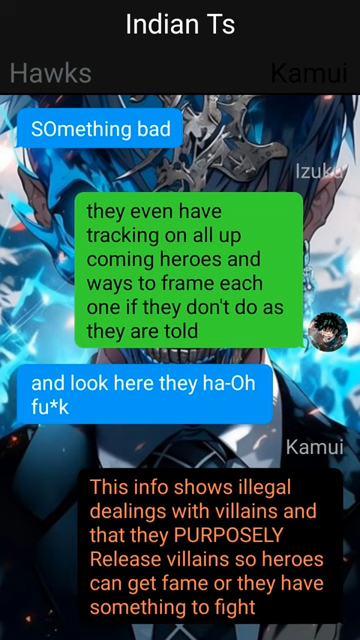 Indian Ts
Hawks
Kamui
SOmething bad
Izuku
they even have
tracking on all up
coming heroes and
ways to frame each
one if they don't do as
they are told
and look here they ha-Oh
fu*k
Kamui
This info shows illegal
dealings with villains and
that they PURPOSELY
Release villains so heroes
can get fame or they have
something to fight